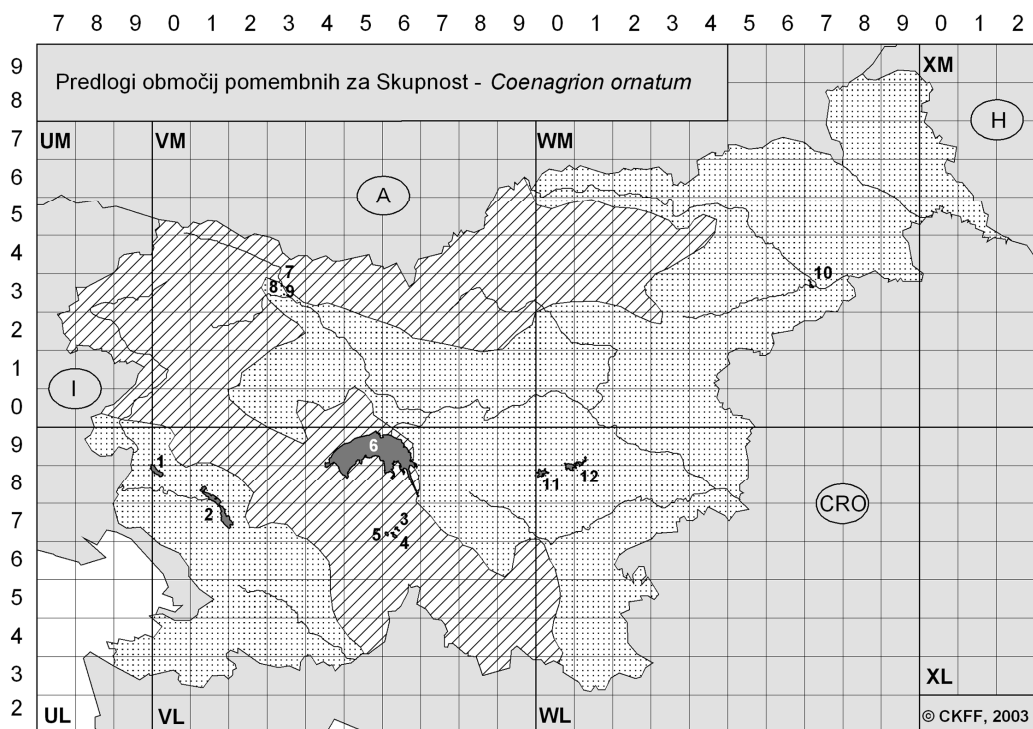 7 8 9 0 1 2 3 4 5 6 7 8 9 0 1 2 3 4 5 6 7 8 9 0 1 2
9
Predlogi območij pomembnih za Skupnost - Coenagrion ornatum
XM
8
H
7
UM VM WM
6
A
5
4
7
10
3
8 9
2
1
I
0
9
6
1
8
11 12
2
CRO
7
3
5 4
6
5
4
3
XL
2
UL VL WL © CKFF, 2003